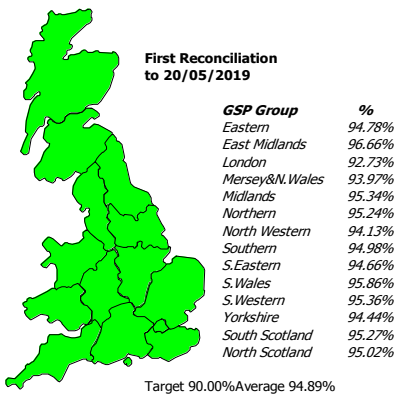 First Reconciliation
to 20/05/2019
GSP Group %
Eastern 94.78%
East Midlands 96.66%
London 92.73%
Mersey&N.Wales 93.97%
Midlands 95.34%
Northern 95.24%
North Western 94.13%
Southern 94.98%
S.Eastern 94.66%
S.Wales 95.86%
S.Western 95.36%
Yorkshire 94.44%
South Scotland 95.27%
North Scotland 95.02%
Target 90.00%Average 94.89%